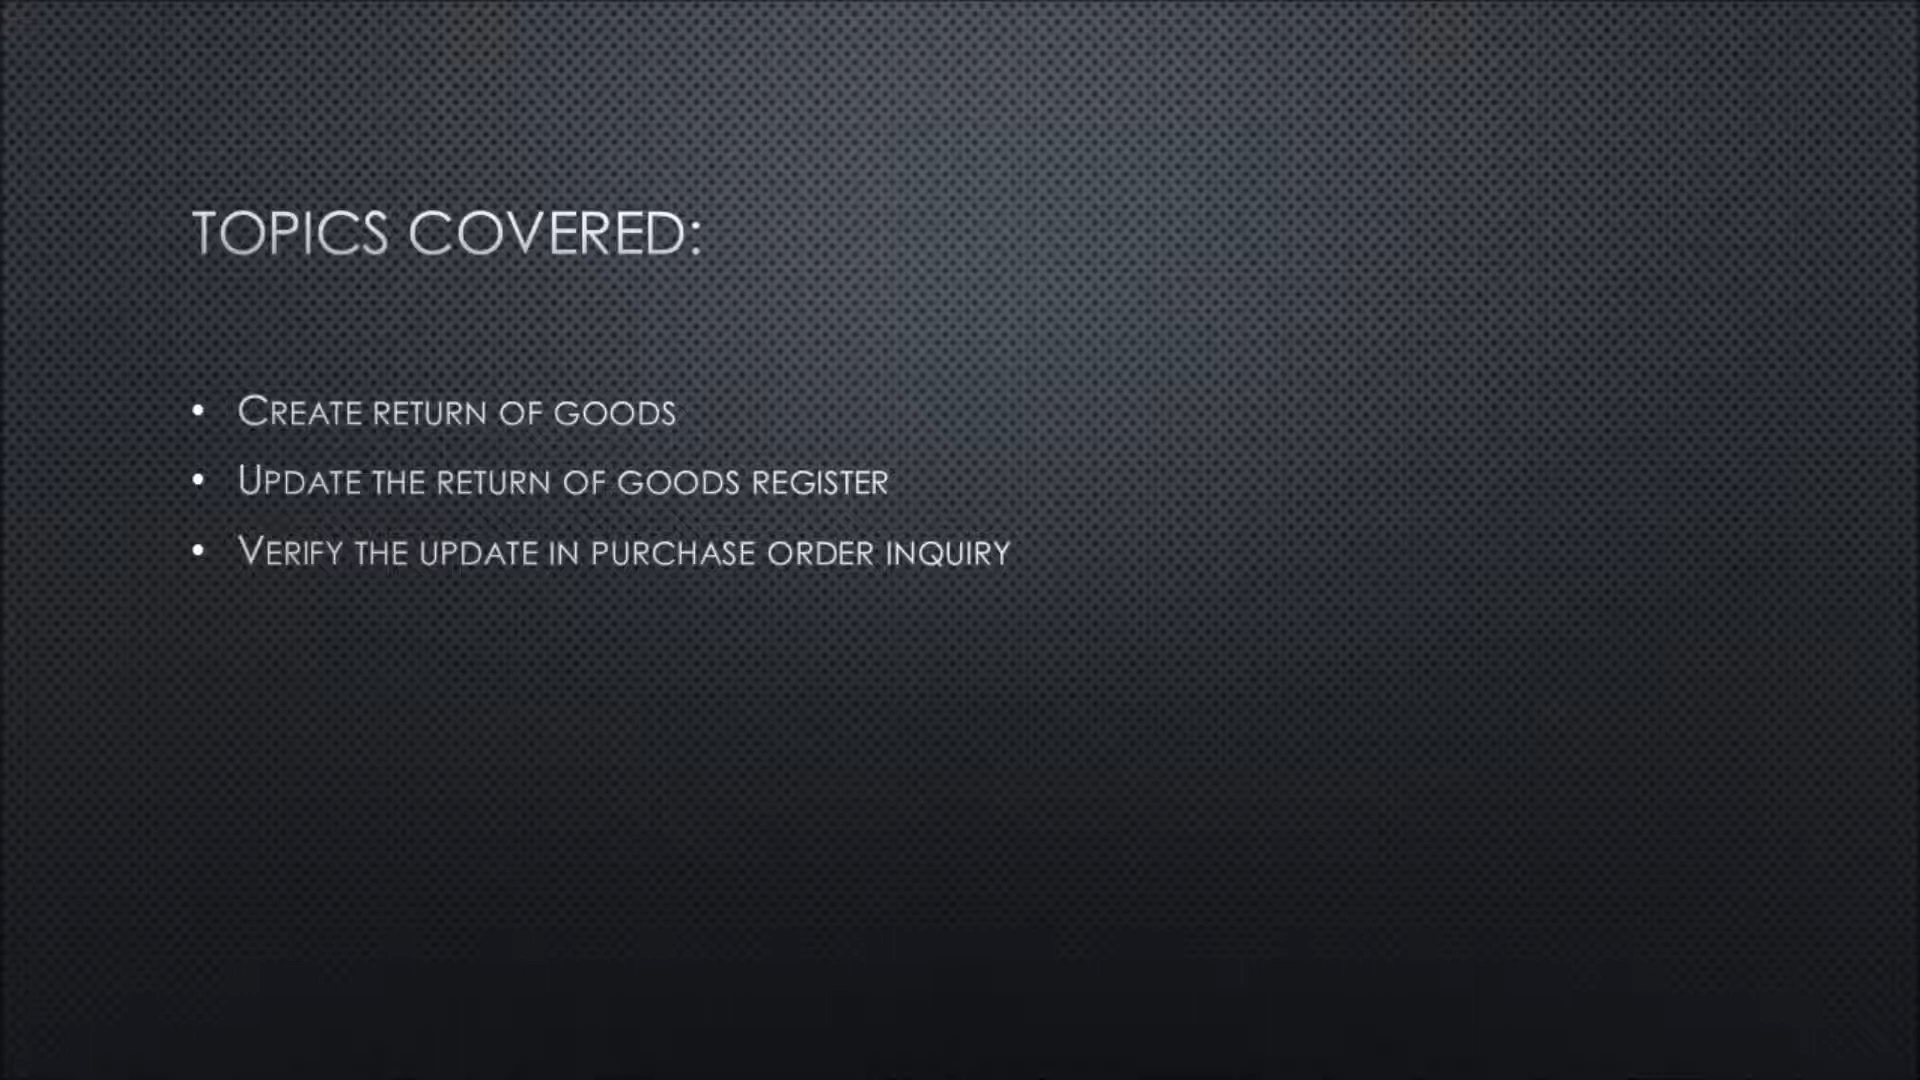 TOPICS COVERED:
• CREATE RETURN OF GOODS
• UPDATE THE RETURN OF GOODS REGISTER
• VERIFY THE UPDATE IN PURCHASE ORDER INQUIRY